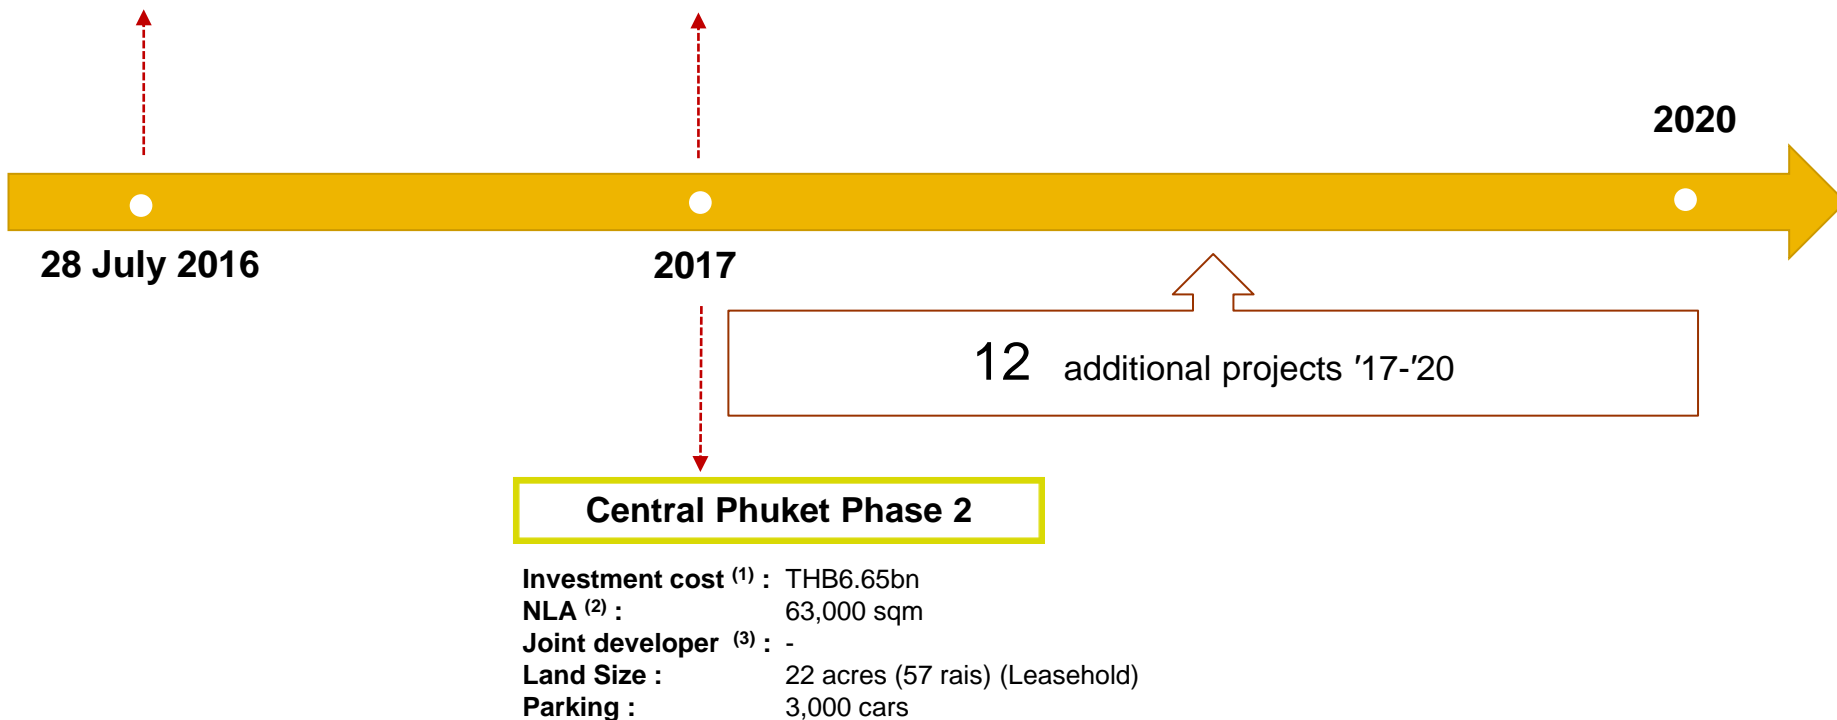 2020
28 July 2016
2017
12 additional projects '17-'20
Central Phuket Phase 2
Investment cost (1) : THB6.65bn
NLA (2) : 63,000 sqm
Joint developer (3) : -
Land Size : 22 acres (57 rais) (Leasehold)
Parking : 3,000 cars